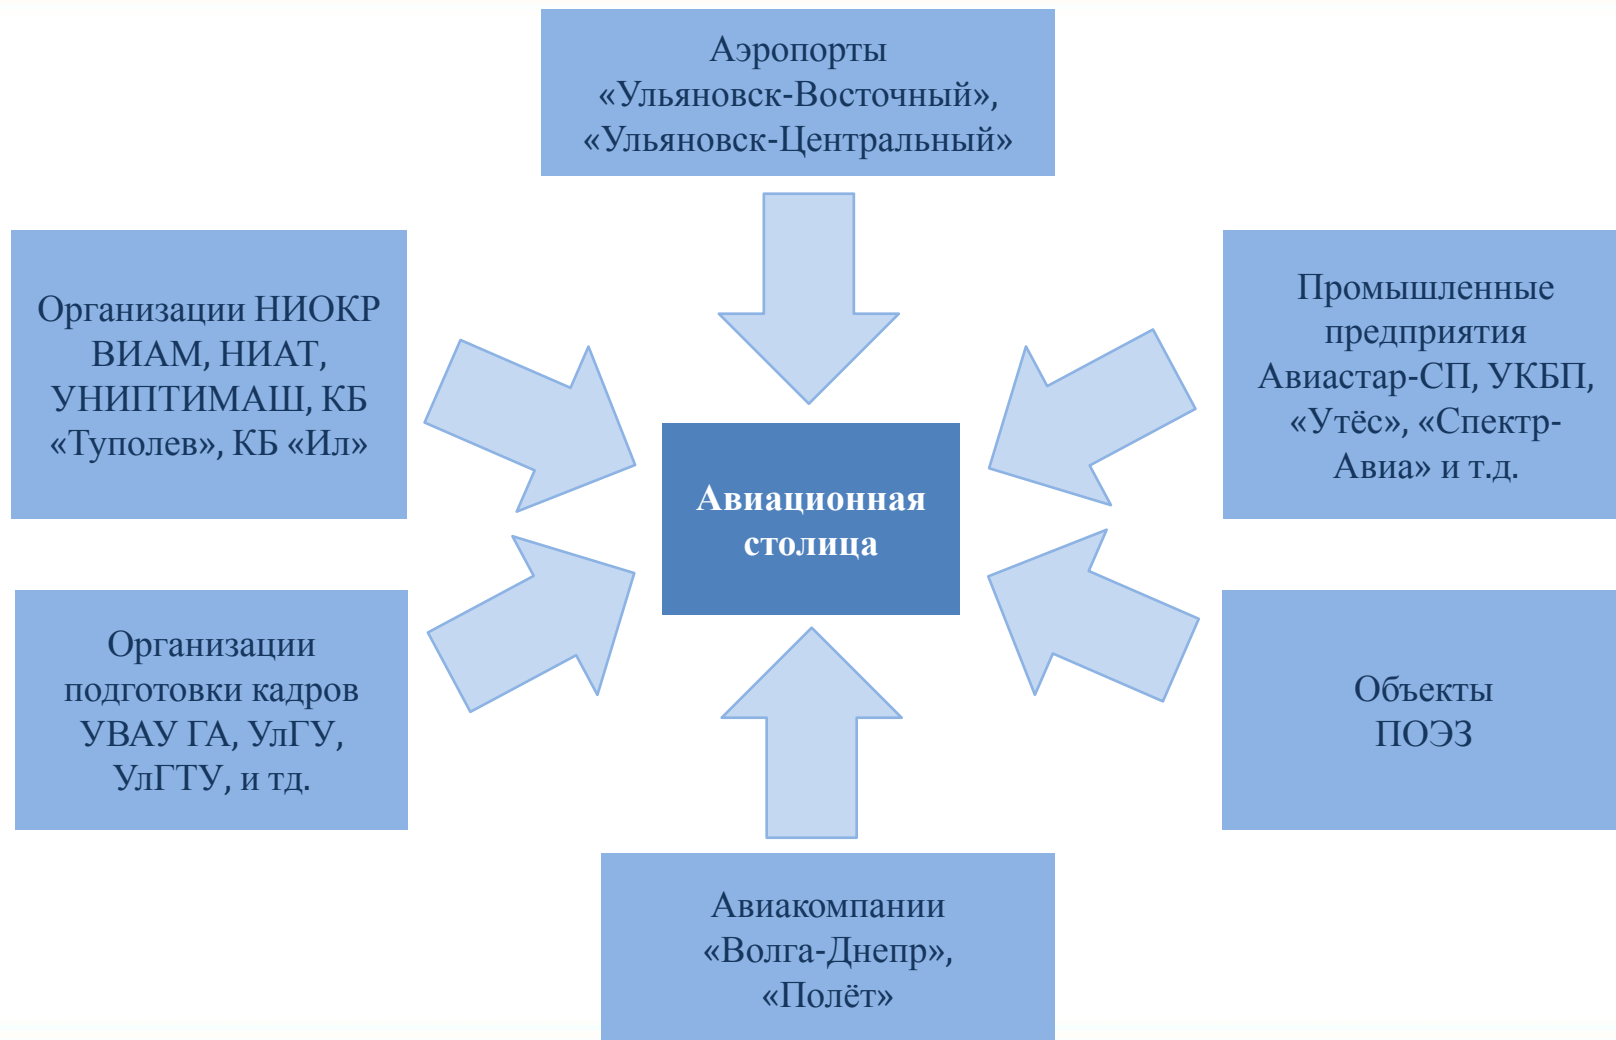 Аэропорты
«Ульяновск-Восточный»,
«Ульяновск-Центральный»
Организации НИОКР
ВИАМ, НИАТ,
УНИПТИМАШ, КБ
«Туполев», КБ «Ил»
Промышленные
предприятия
Авиастар-СП, УКБП,
«Утёс», «Спектр-
Авиа» и т.д.
Авиационная
столица
Организации
подготовки кадров
УВАУ ГА, УлГУ,
УлГТУ, и тд.
Объекты
ПОЭЗ
Авиакомпании
«Волга-Днепр»,
«Полёт»